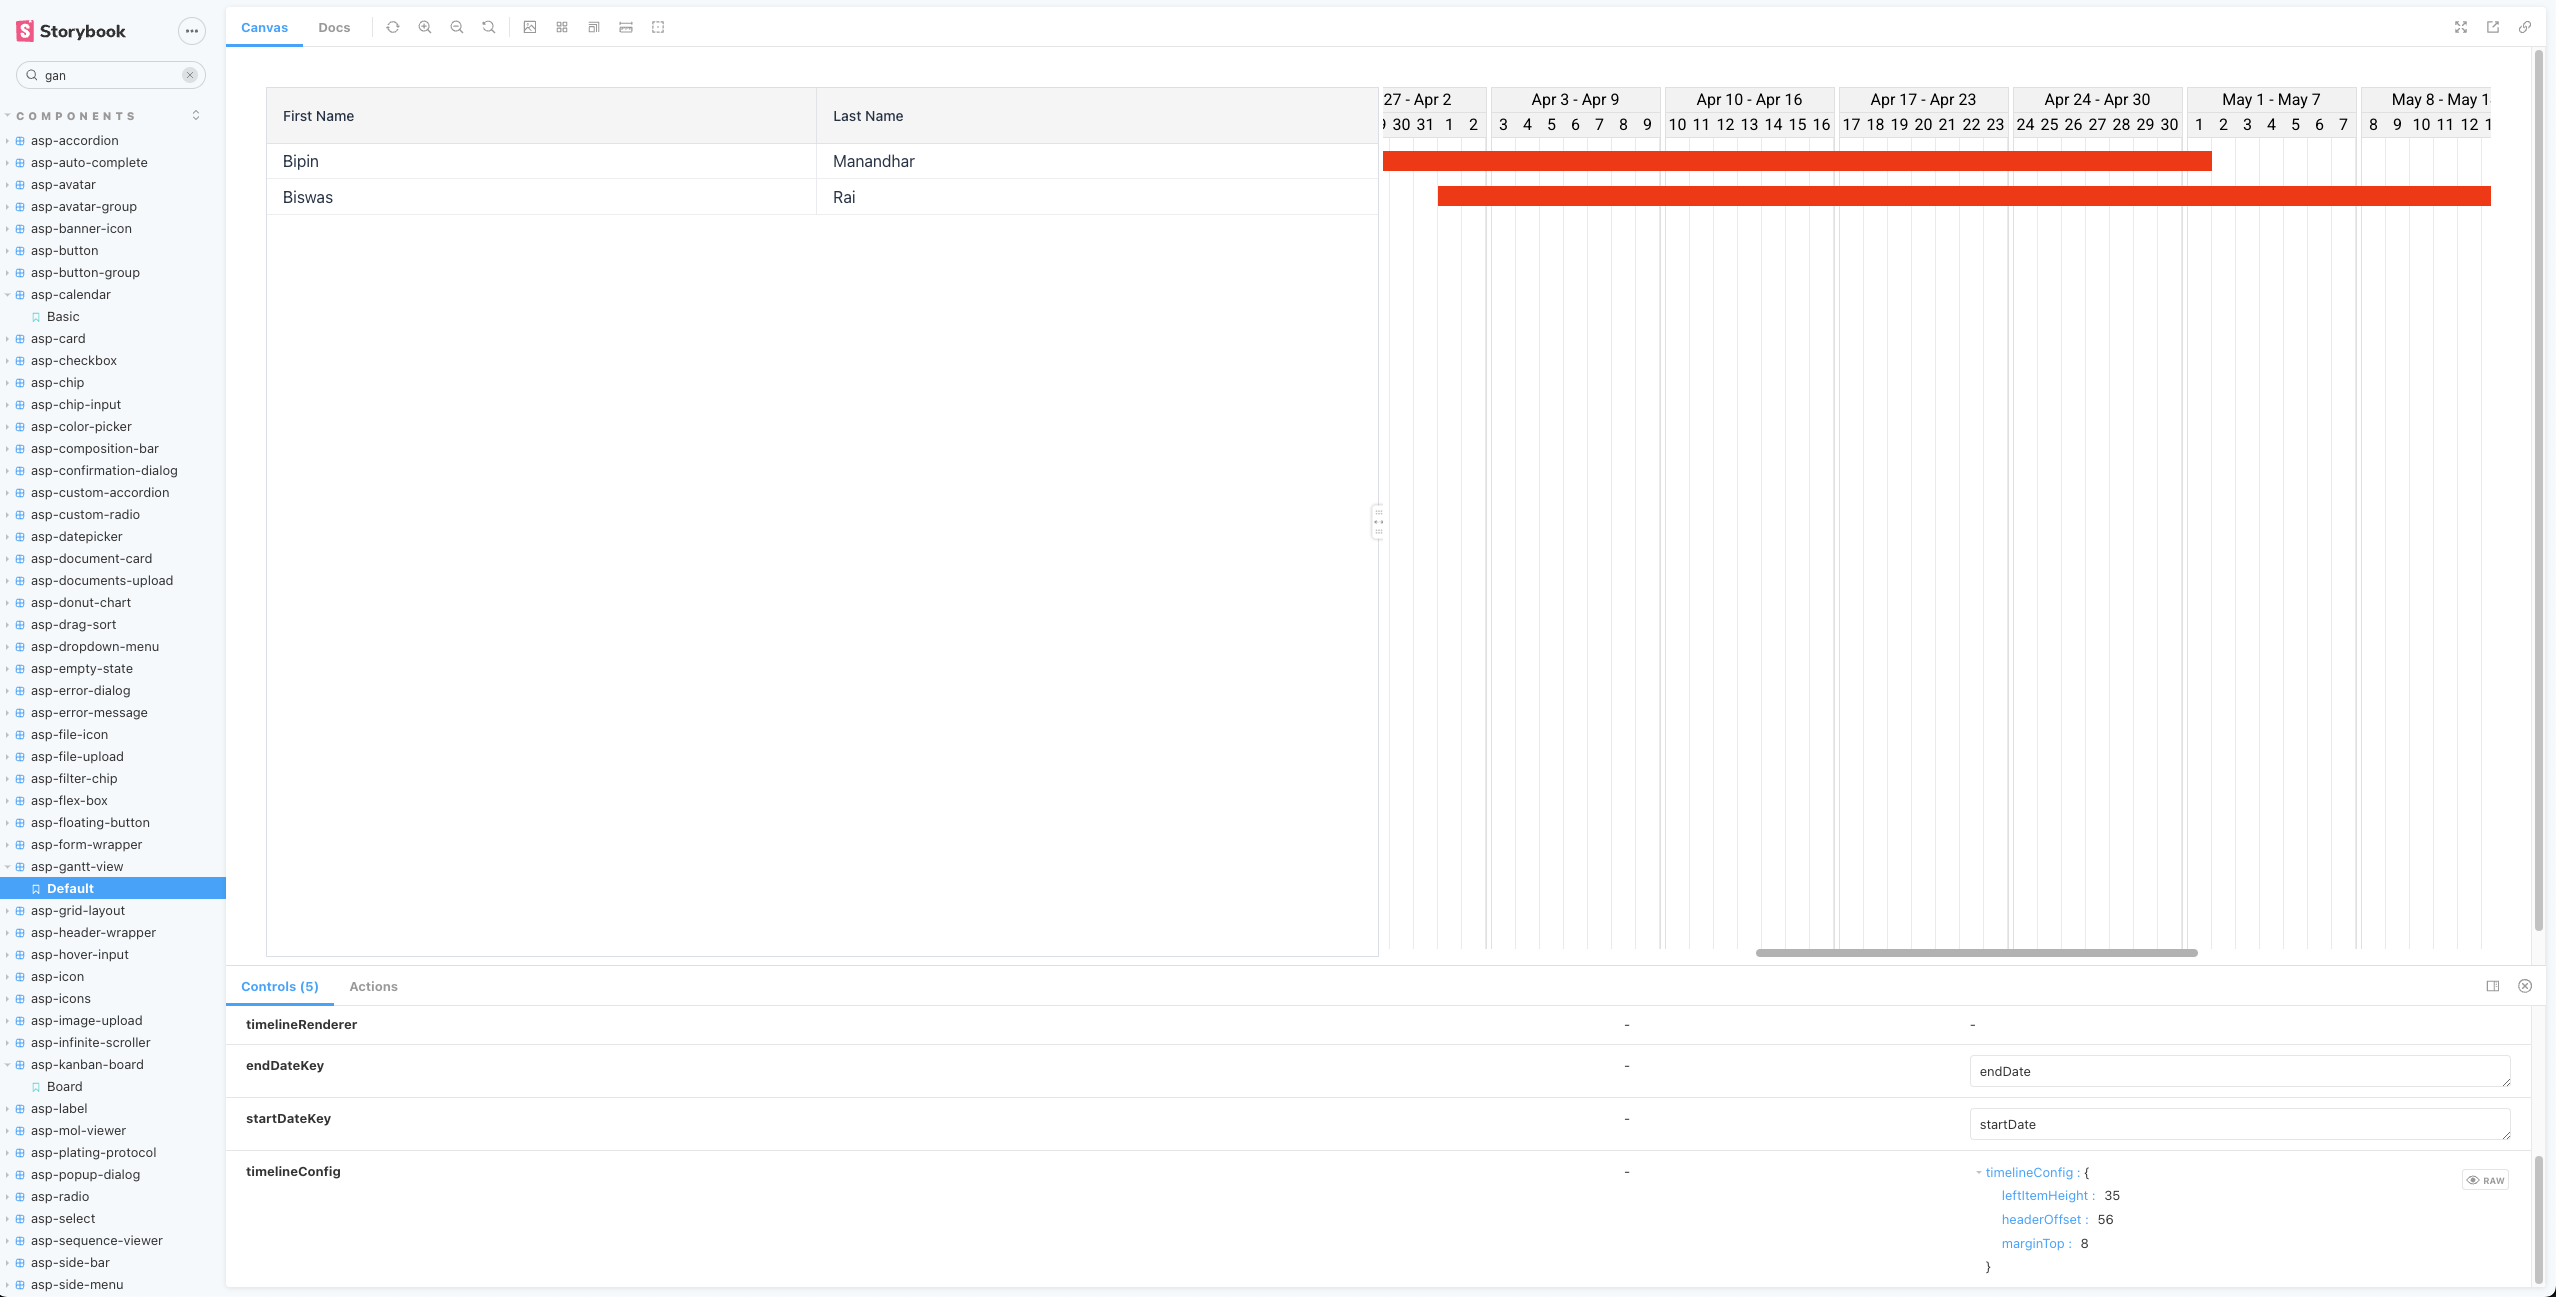 Storybook
gan
COMPONENTS
asp-accordion
asp-auto-complete
asp-avatar
asp-avatar-group
asp-banner-icon
asp-button
asp-button-group
asp-calendar
Basic
asp-card
asp-checkbox
asp-chip
asp-chip-input
asp-color-picker
asp-composition-bar
asp-confirmation-dialog
asp-custom-accordion
asp-custom-radio
asp-datepicker
asp-document-card
asp-documents-upload
asp-donut-chart
asp-drag-sort
asp-dropdown-menu
asp-empty-state
asp-error-dialog
asp-error-message
asp-file-icon
asp-file-upload
asp-filter-chip
asp-flex-box
asp-floating-button
asp-form-wrapper
asp-gantt-view
Default
asp-grid-layout
asp-header-wrapper
asp-hover-input
asp-icon
asp-icons
asp-image-upload
asp-infinite-scroller
asp-kanban-board
Board
asp-label
asp-mol-viewer
asp-plating-protocol
asp-popup-dialog
asp-radio
asp-select
asp-sequence-viewer
asp-side-bar
asp-side-menu
Canvas Docs
First Name Last Name
Bipin Manandhar
Biswas Rai
27 - Apr 2 Apr 3 - Apr 9 Apr 10 - Apr 16 Apr 17 - Apr 23 Apr 24 - Apr 30 May 1 - May 7 May 8 - May 1
30 31 1 2 3 4 5 6 7 8 9 10 11 12 13 14 15 16 17 18 19 20 21 22 23 24 25 26 27 28 29 30 1 2 3 4 5 6 7 8 9 10 11 12 1
Controls (5) Actions
timelineRenderer - -
endDateKey - endDate
startDateKey - startDate
timelineConfig - timelineConfig : {
RAW
leftItemHeight : 35
headerOffset : 56
marginTop : 8
}